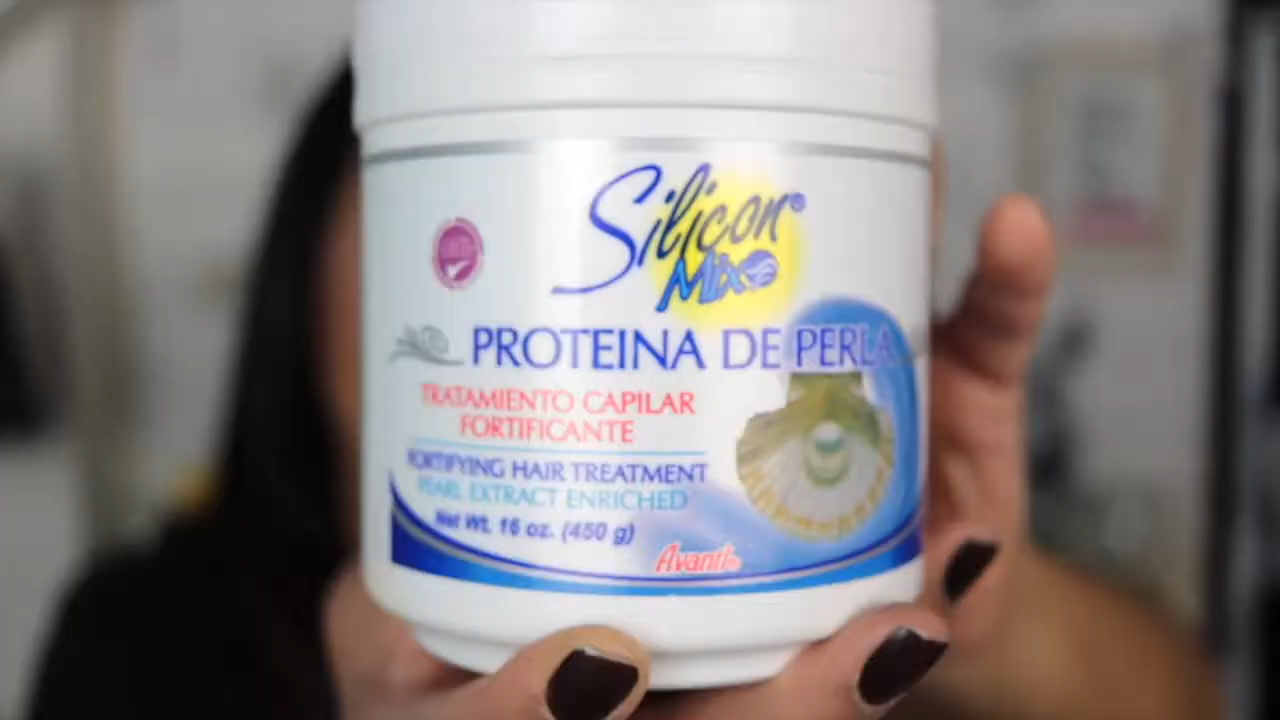 Silicon®
Mix
PROTEINA DE PERLA
TRATAMIENTO CAPILAR
FORTIFICANTE
FORTIFYING HAIR TREATMENT
PEARL EXTRACT ENRICHED
Net Wt. 16 oz. (450 g)
Avanti®